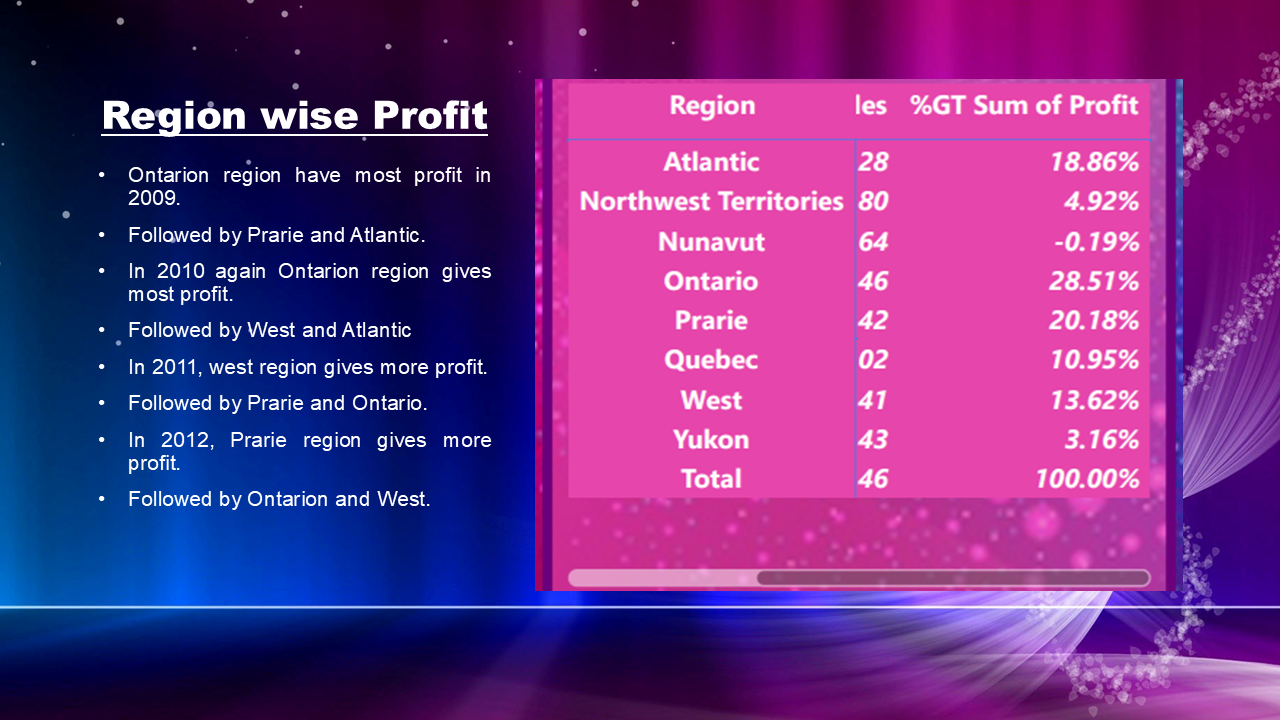 Region wise Profit
• Ontarion region have most profit in
2009.
• Followed by Prarie and Atlantic.
• In 2010 again Ontarion region gives
most profit.
• Followed by West and Atlantic
• In 2011, west region gives more profit.
• Followed by Prarie and Ontario.
• In 2012, Prarie region gives more
profit.
• Followed by Ontarion and West.
Region les %GT Sum of Profit
Atlantic 28 18.86%
Northwest Territories 80 4.92%
Nunavut 64 -0.19%
Ontario 46 28.51%
Prarie 42 20.18%
Quebec 02 10.95%
West 41 13.62%
Yukon 43 3.16%
Total 46 100.00%